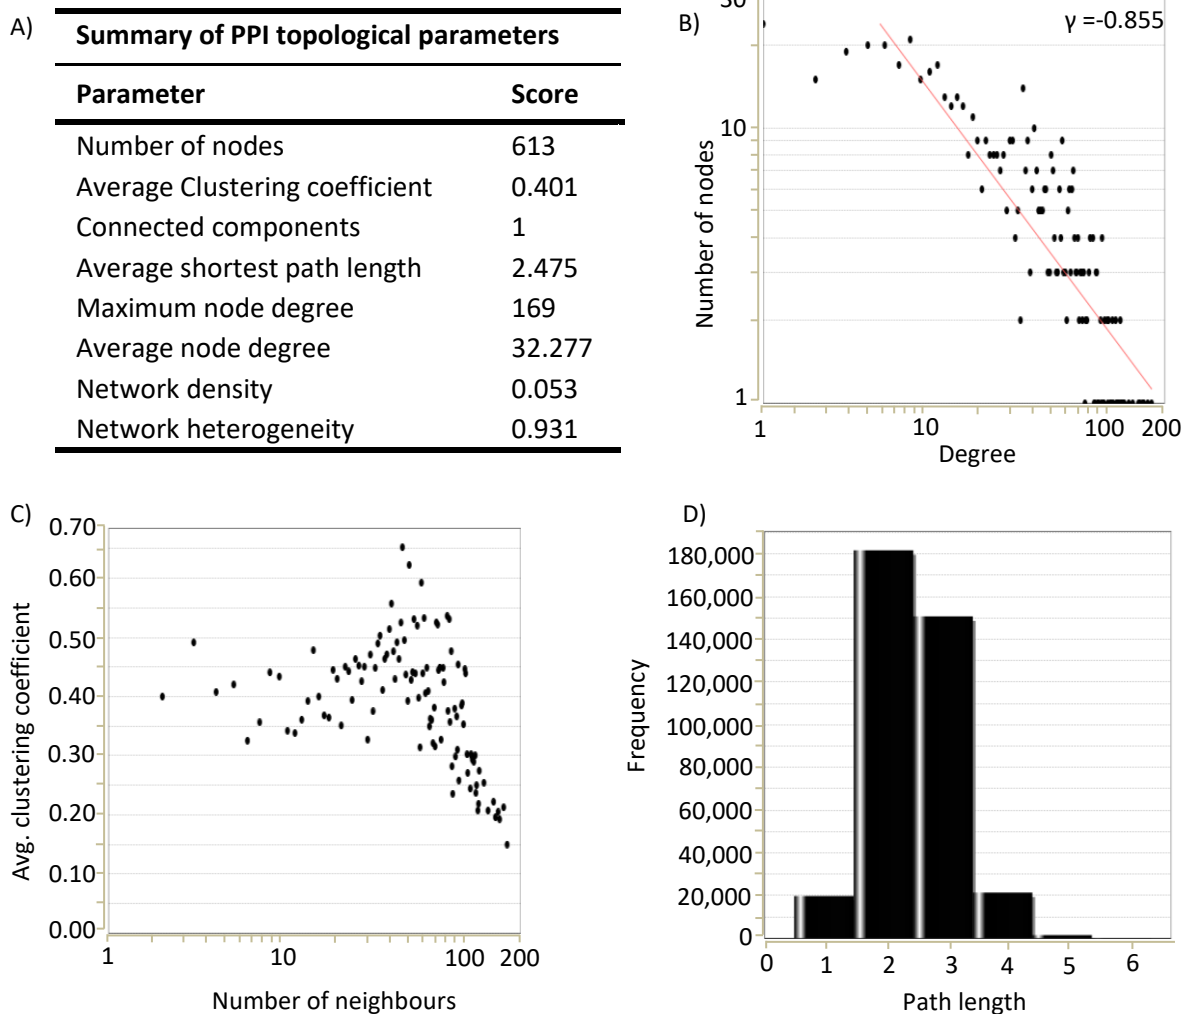 A)
Summary of PPI topological parameters
Parameter Score
Number of nodes 613
Average Clustering coefficient 0.401
Connected components 1
Average shortest path length 2.475
Maximum node degree 169
Average node degree 32.277
Network density 0.053
Network heterogeneity 0.931
B)
γ =-0.855
30
10
1
Number of nodes
1 10 100 200
Degree
C)
0.70
0.60
0.50
0.40
0.30
0.20
0.10
0.00
Avg. clustering coefficient
1 10 100 200
Number of neighbours
D)
180,000
160,000
140,000
120,000
100,000
80,000
60,000
40,000
20,000
0
Frequency
0 1 2 3 4 5 6
Path length